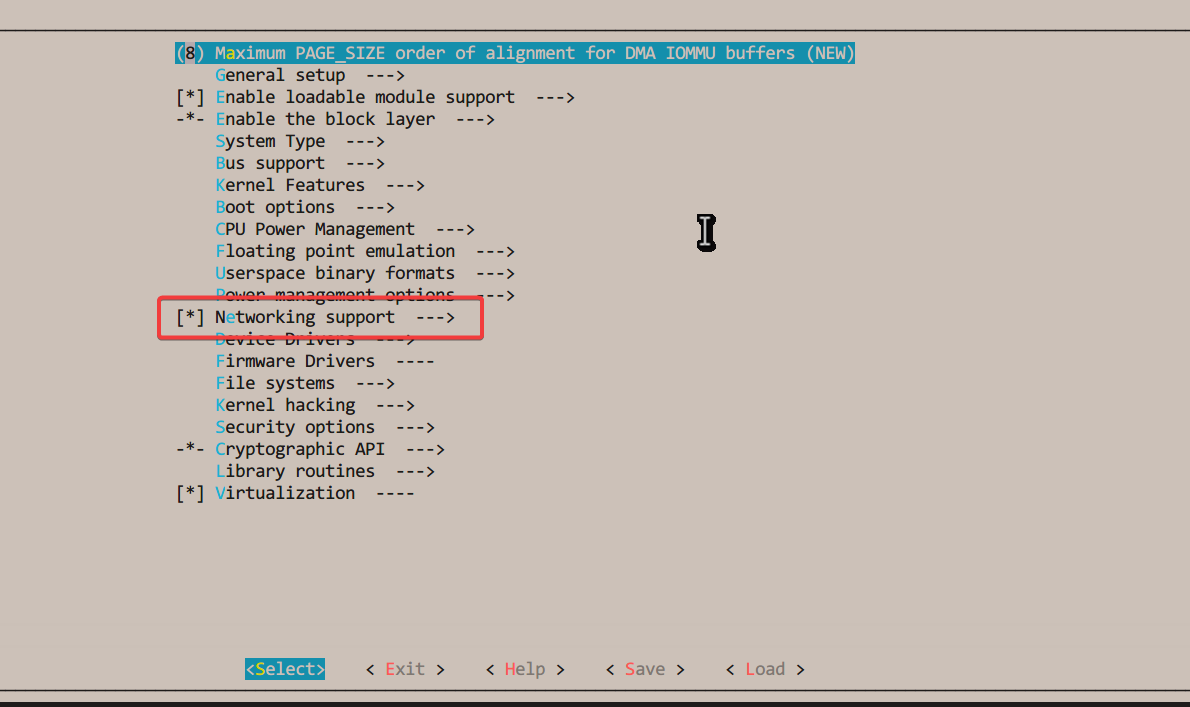 (8) Maximum PAGE_SIZE order of alignment for DMA IOMMU buffers (NEW)
General setup  --->
[*] Enable loadable module support  --->
-*- Enable the block layer  --->
System Type  --->
Bus support  --->
Kernel Features  --->
Boot options  --->
CPU Power Management  --->
Floating point emulation  --->
Userspace binary formats  --->
Power management options  --->
[*] Networking support  --->
Device Drivers  --->
Firmware Drivers  ----
File systems  --->
Kernel hacking  --->
Security options  --->
-*- Cryptographic API  --->
Library routines  --->
[*] Virtualization  ----
<Select>    < Exit >    < Help >    < Save >    < Load >